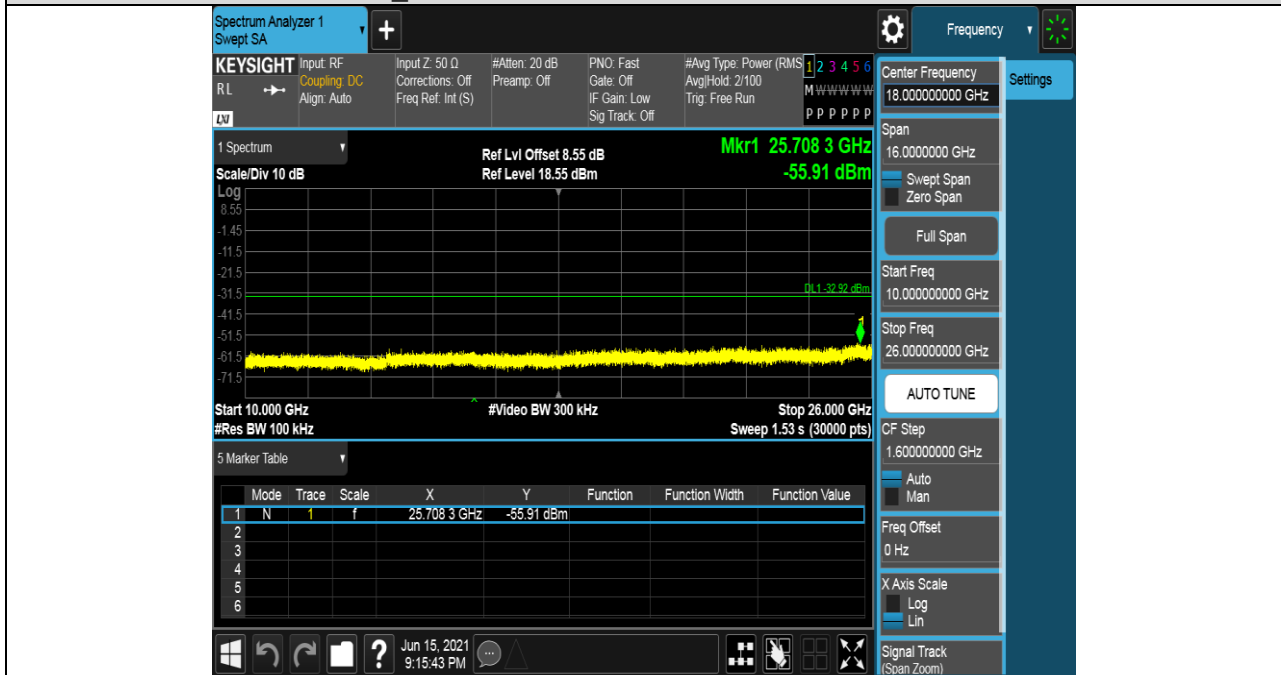 Spectrum Analyzer 1
Swept SA
+
Frequency
KEYSIGHT
RL
LXI
Input: RF
Coupling: DC
Align: Auto
Input Z: 50 Ω
Corrections: Off
Freq Ref: Int (S)
#Atten: 20 dB
Preamp: Off
PNO: Fast
Gate: Off
IF Gain: Low
Sig Track: Off
#Avg Type: Power (RMS
Avg|Hold: 2/100
Trig: Free Run
1 2 3 4 5 6
M W W W W W
P P P P P P
1 Spectrum
Scale/Div 10 dB
Ref Lvl Offset 8.55 dB
Ref Level 18.55 dBm
Mkr1 25.708 3 GHz
-55.91 dBm
Log
8.55
-1.45
-11.5
-21.5
-31.5
-41.5
-51.5
-61.5
-71.5
DL1 -32.92 dBm
1
Start 10.000 GHz
#Video BW 300 kHz
Stop 26.000 GHz
#Res BW 100 kHz
Sweep 1.53 s (30000 pts)
5 Marker Table
Mode Trace Scale X Y Function Function Width Function Value
1 N 1 f 25.708 3 GHz -55.91 dBm
2
3
4
5
6
?
Jun 15, 2021
9:15:43 PM
Center Frequency
18.000000000 GHz
Span
16.0000000 GHz
Swept Span
Zero Span
Full Span
Start Freq
10.000000000 GHz
Stop Freq
26.000000000 GHz
AUTO TUNE
CF Step
1.600000000 GHz
Auto
Man
Freq Offset
0 Hz
X Axis Scale
Log
Lin
Signal Track
(Span Zoom)
Settings